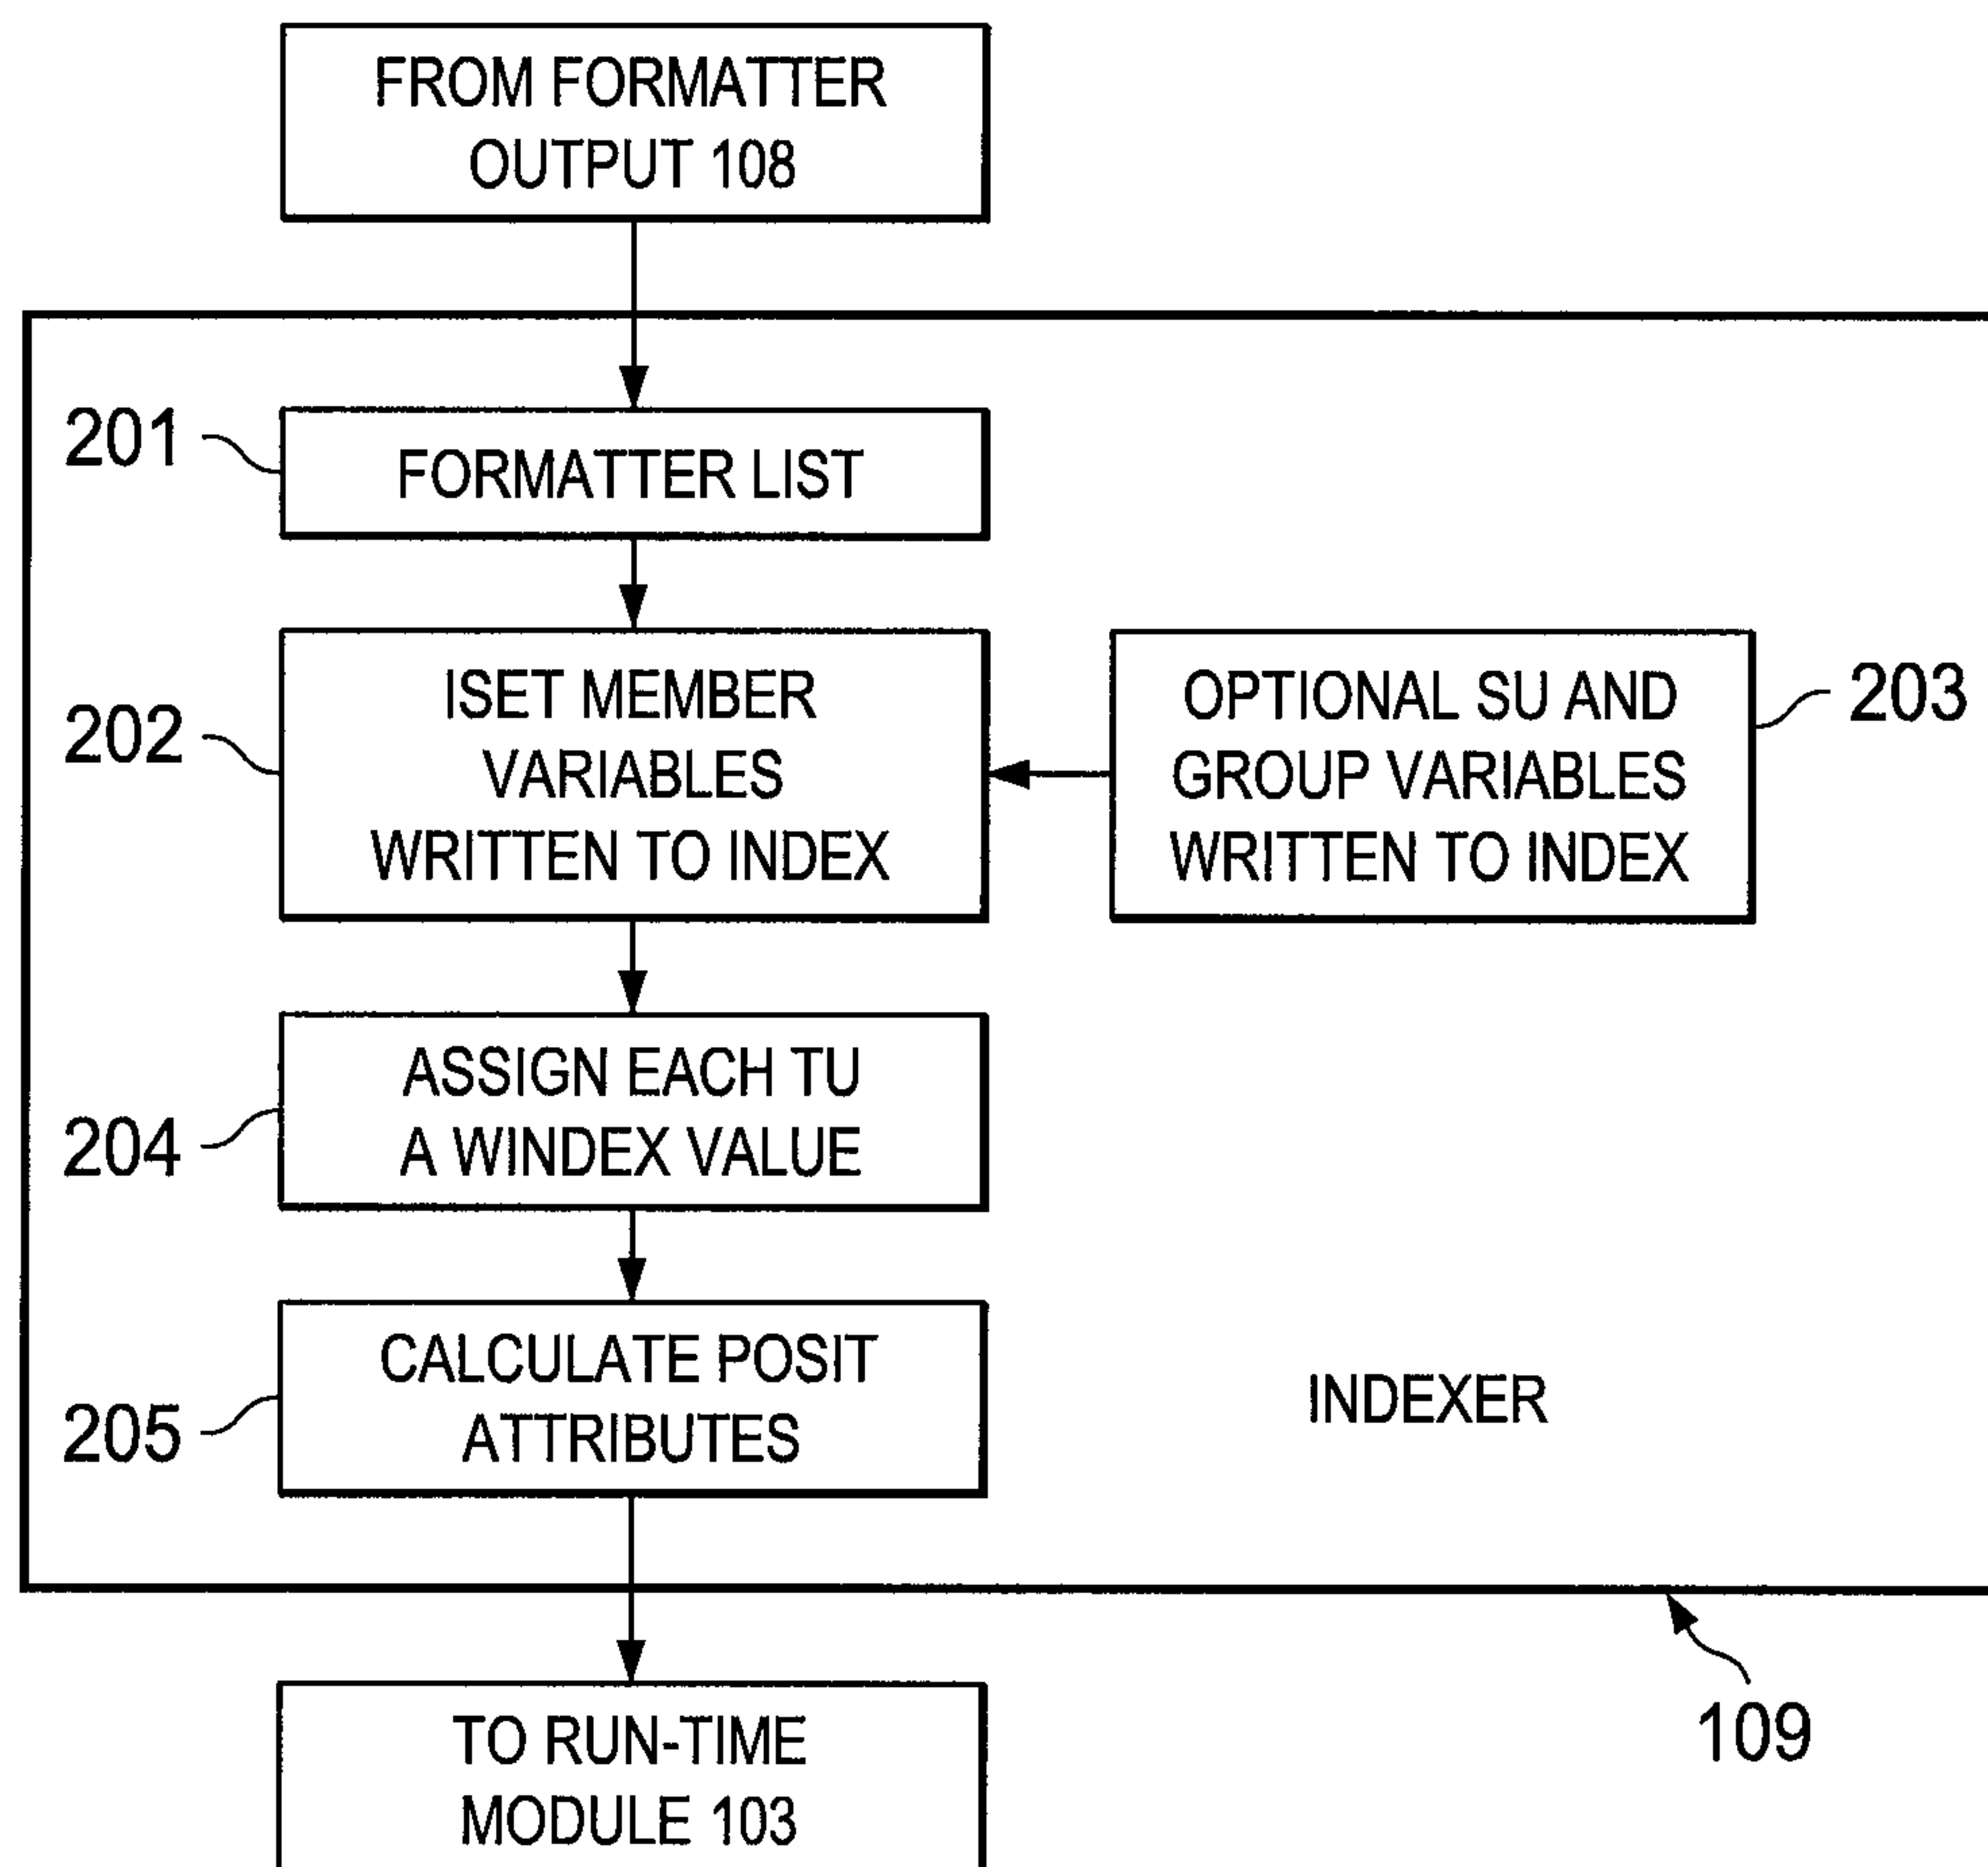 FROM FORMATTER
OUTPUT 108
201
FORMATTER LIST
202
ISET MEMBER
VARIABLES
WRITTEN TO INDEX
OPTIONAL SU AND
GROUP VARIABLES
WRITTEN TO INDEX
203
204
ASSIGN EACH TU
A WINDEX VALUE
205
CALCULATE POSIT
ATTRIBUTES
INDEXER
109
TO RUN-TIME
MODULE 103